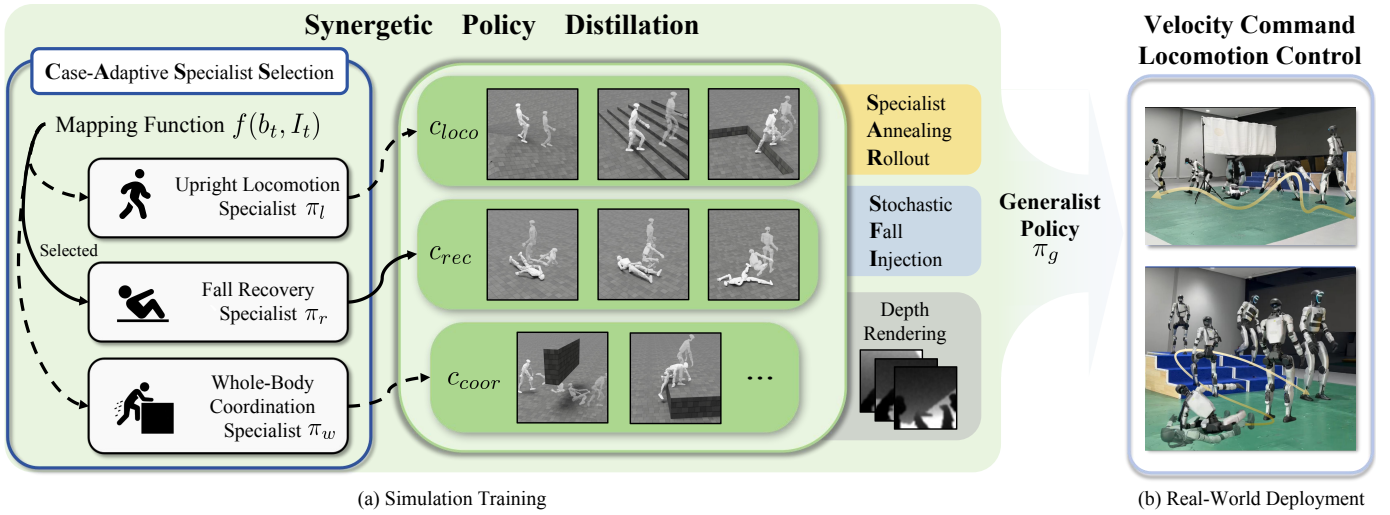 Synergetic Policy Distillation
Case-Adaptive Specialist Selection
Mapping Function f(b_t, I_t)
Upright Locomotion
Specialist π_l
Selected
Fall Recovery
Specialist π_r
Whole-Body
Coordination
Specialist π_w
c_loco
c_rec
c_coor
...
Specialist
Annealing
Rollout
Stochastic
Fall
Injection
Depth
Rendering
Generalist
Policy
π_g
Velocity Command
Locomotion Control
(a) Simulation Training
(b) Real-World Deployment